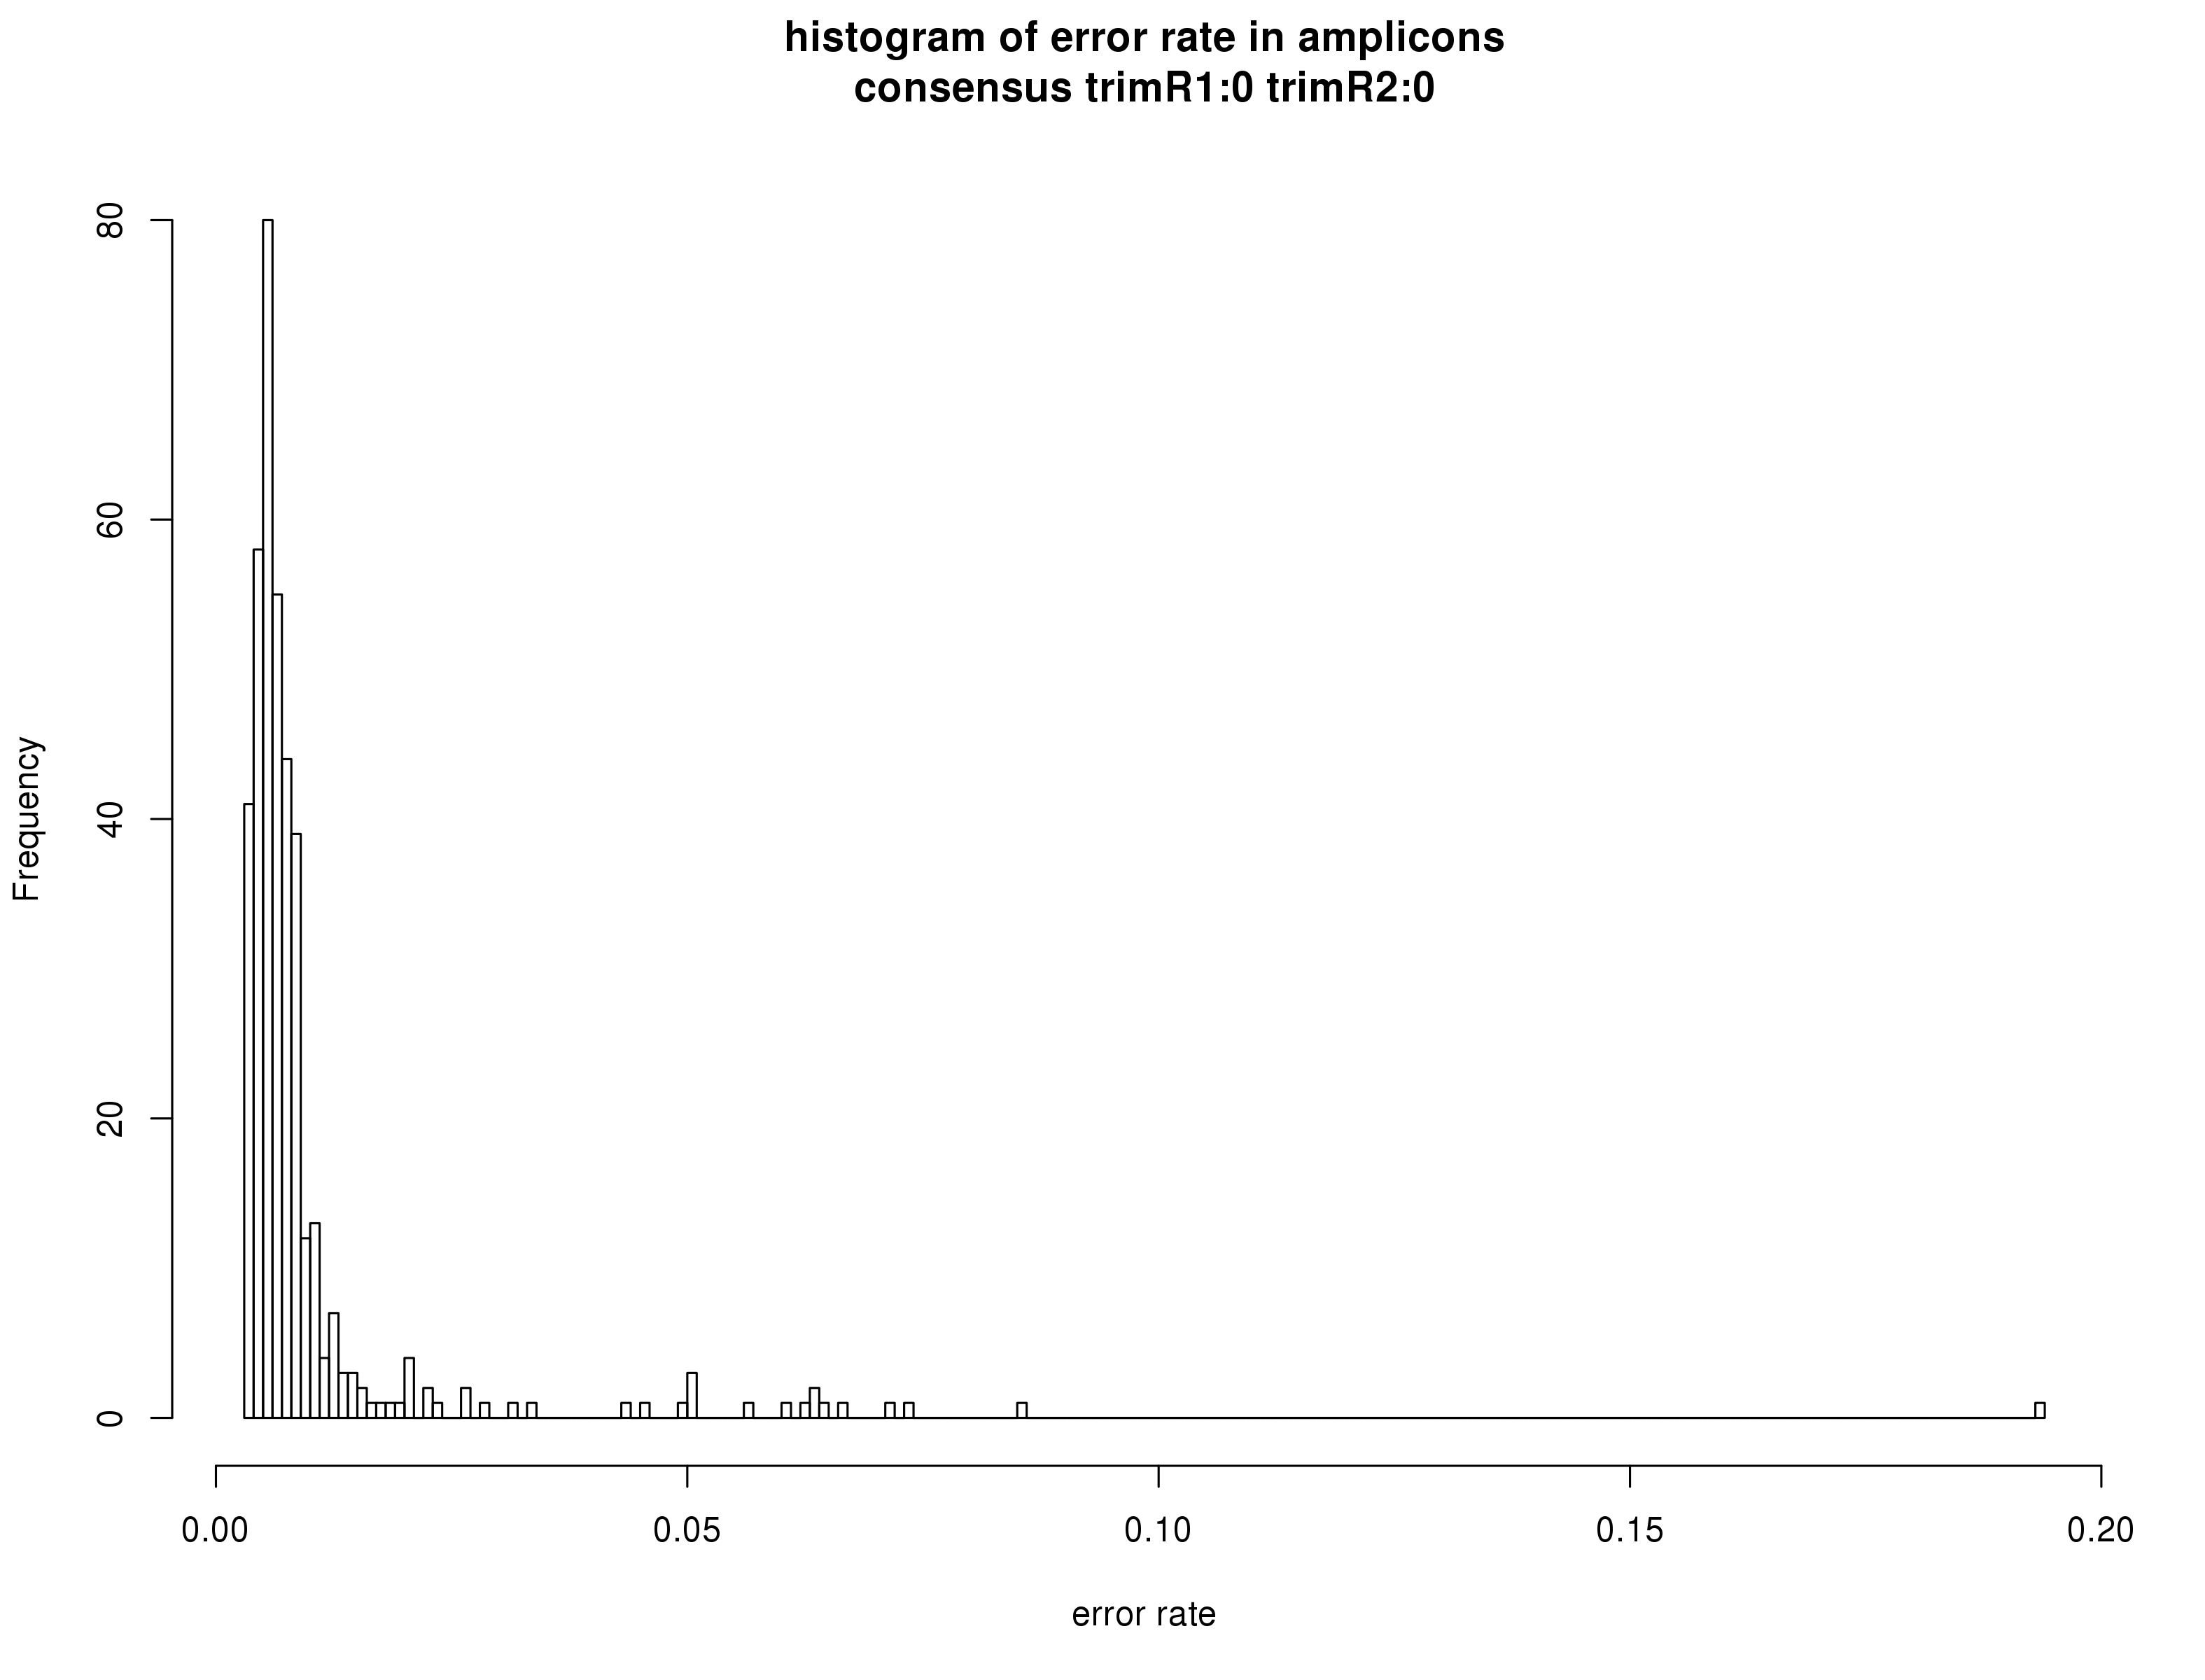 histogram of error rate in amplicons
consensus trimR1:0 trimR2:0
80
60
40
20
0
Frequency
0.00 0.05 0.10 0.15 0.20
error rate